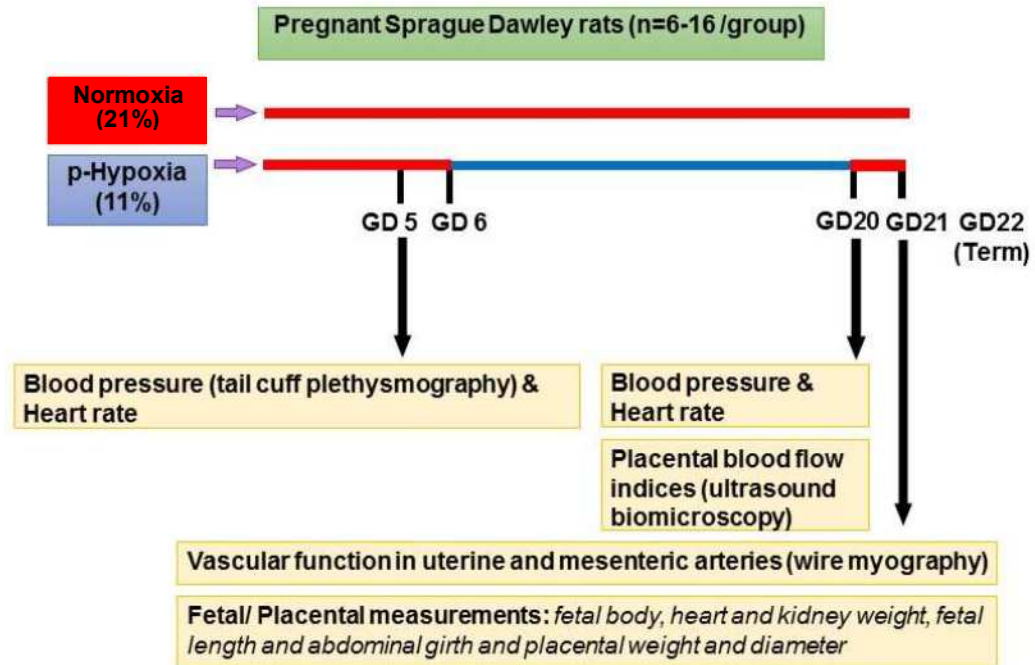 Pregnant Sprague Dawley rats (n=6-16 /group)
Normoxia
(21%)
p-Hypoxia
(11%)
GD 5
GD 6
GD20
GD21
GD22
(Term)
Blood pressure (tail cuff plethysmography) &
Heart rate
Blood pressure &
Heart rate
Placental blood flow
indices (ultrasound
biomicroscopy)
Vascular function in uterine and mesenteric arteries (wire myography)
Fetal/ Placental measurements: fetal body, heart and kidney weight, fetal
length and abdominal girth and placental weight and diameter